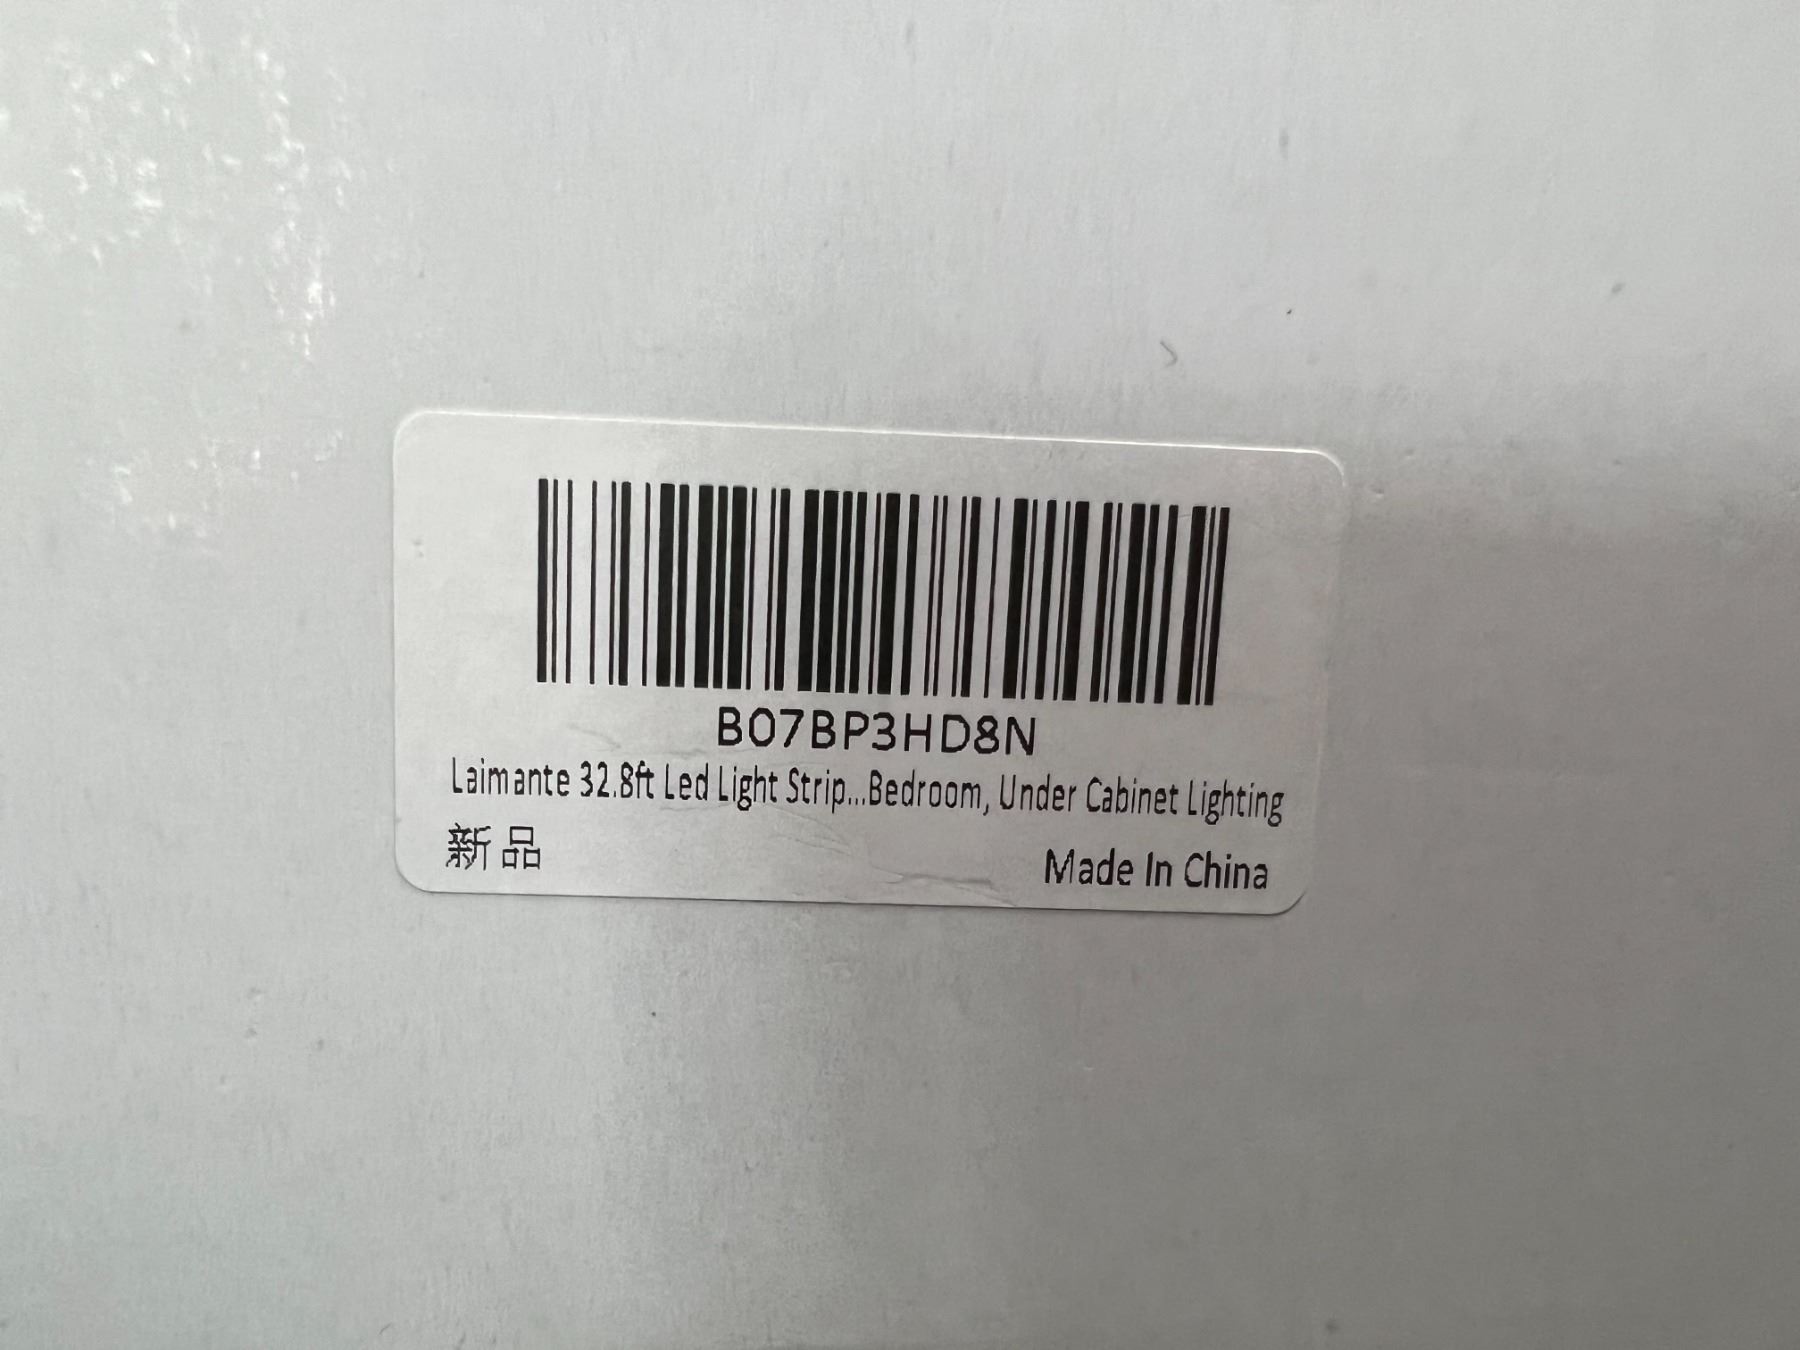 B07BP3HD8N
Laimante 32.8ft Led Light Strip...Bedroom, Under Cabinet Lighting
新品
Made In China